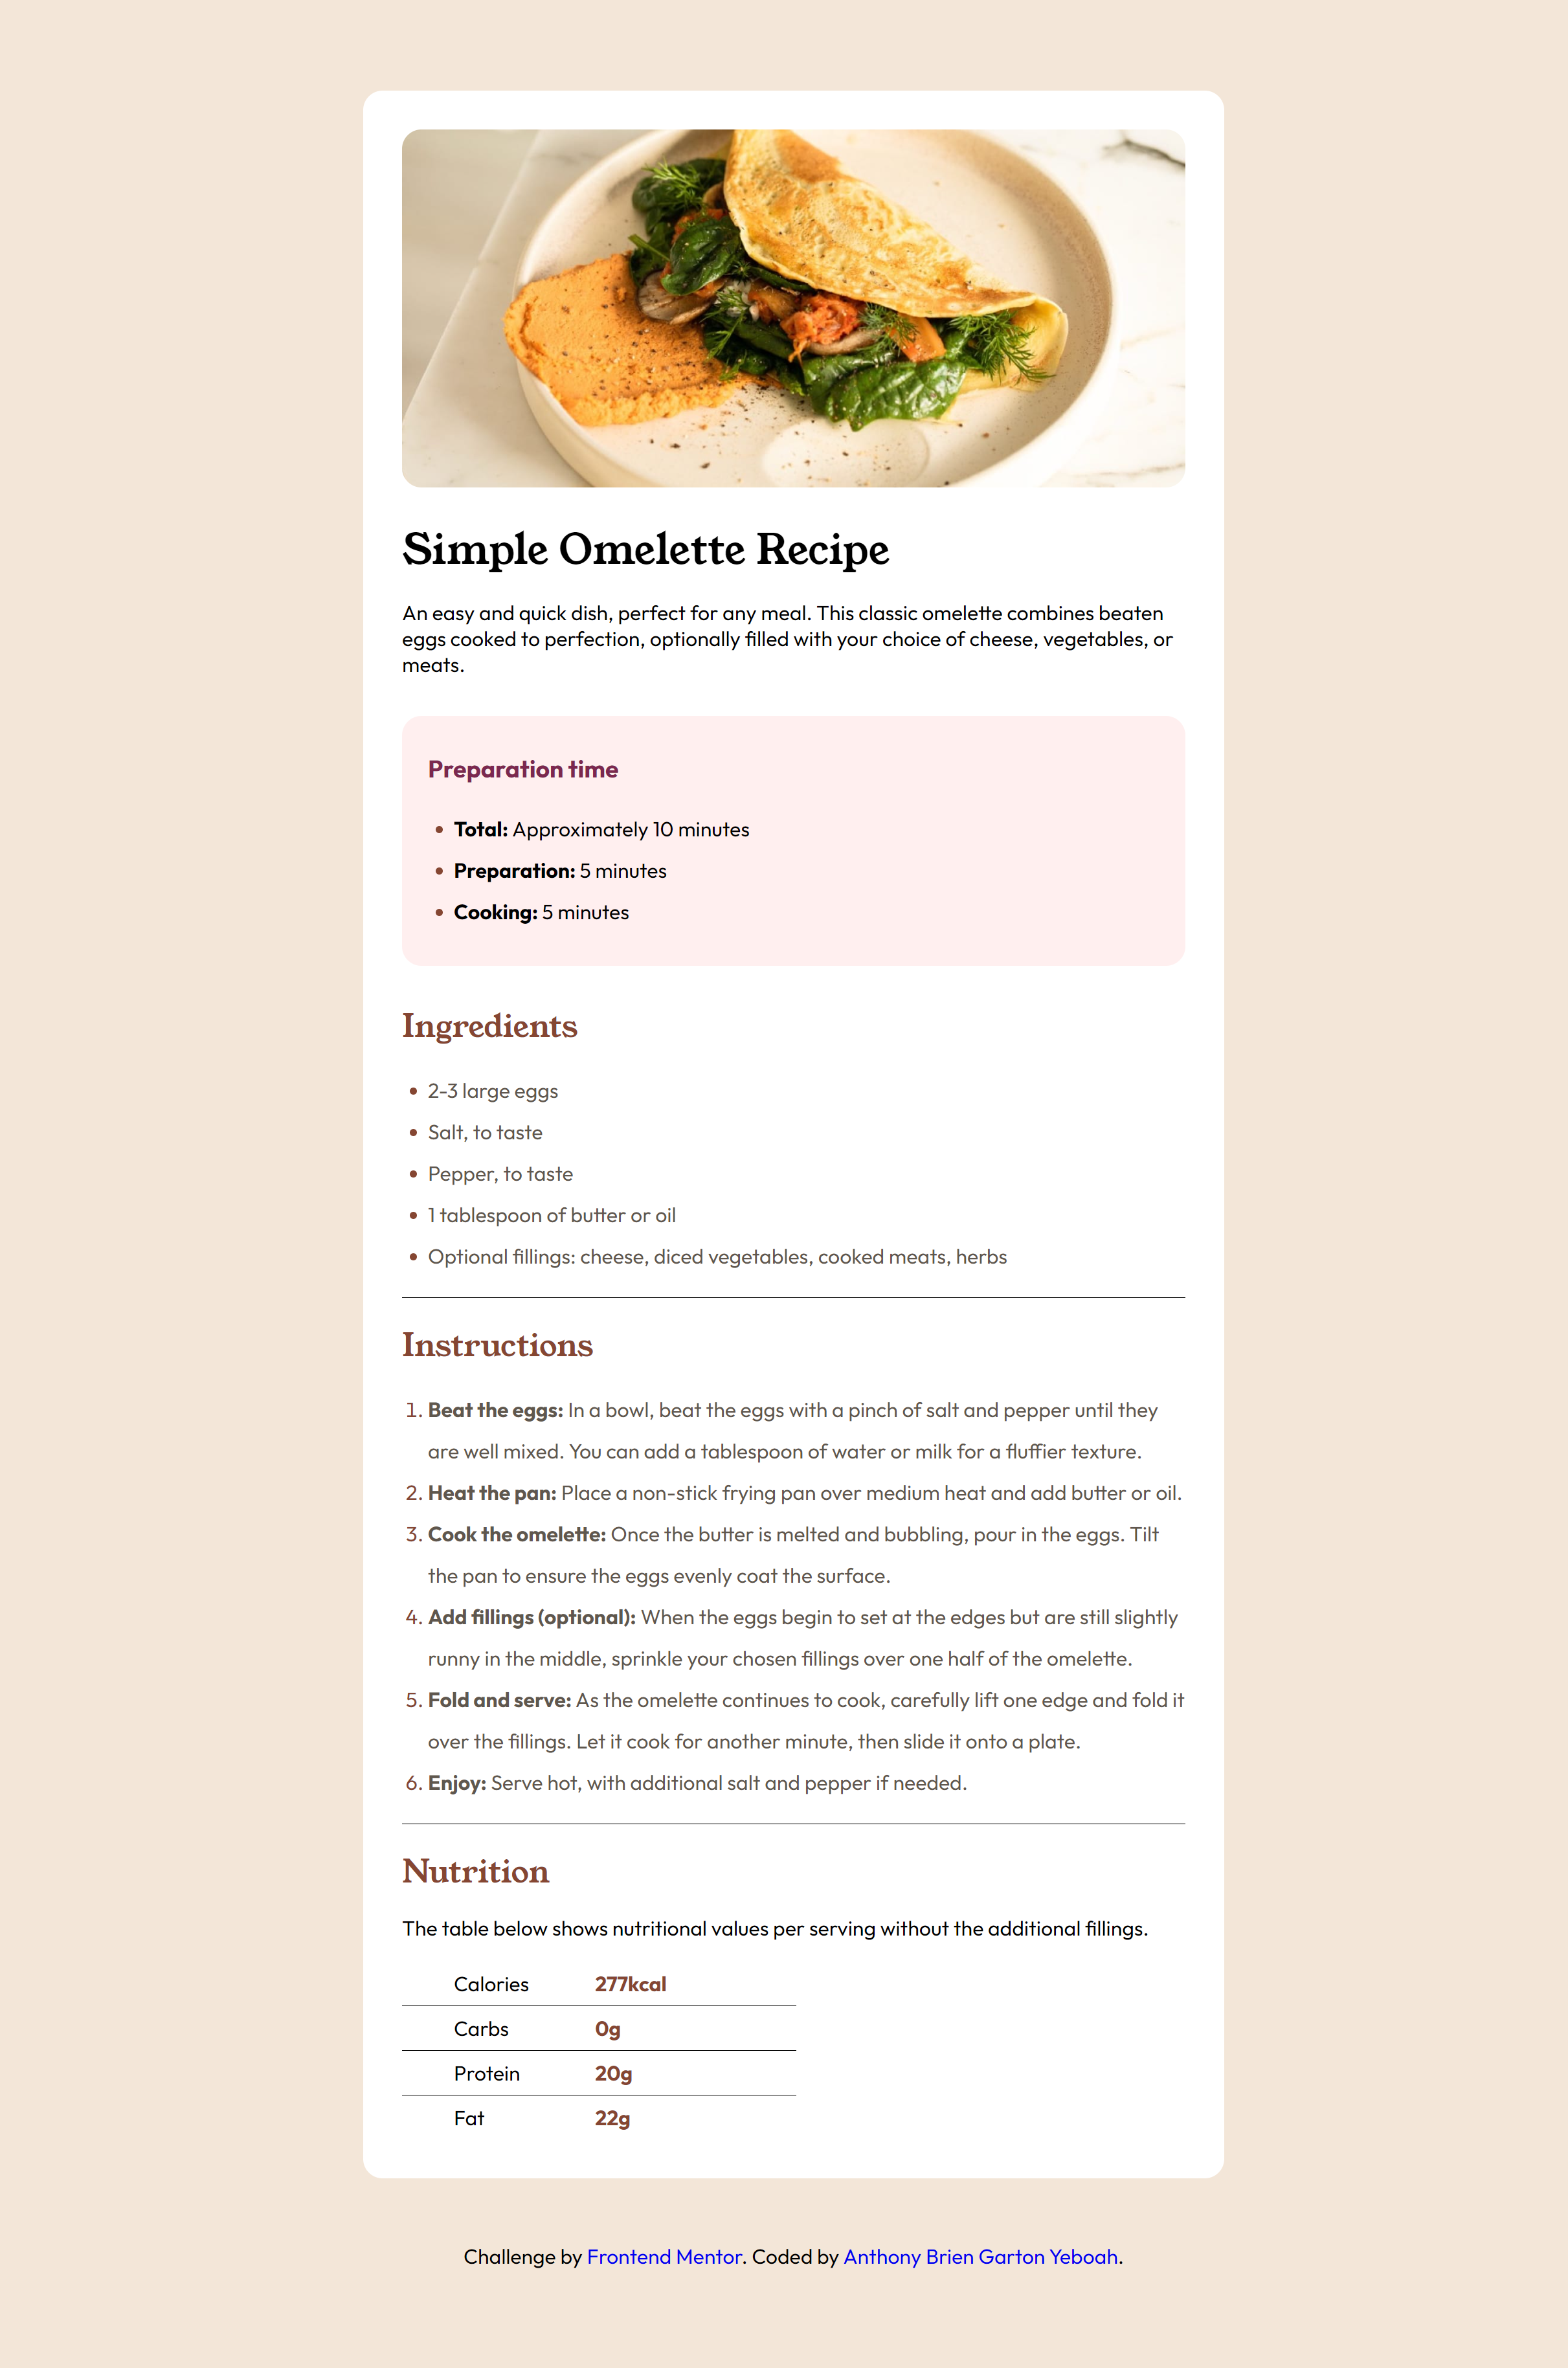 Simple Omelette Recipe
An easy and quick dish, perfect for any meal. This classic omelette combines beaten
eggs cooked to perfection, optionally filled with your choice of cheese, vegetables, or
meats.
Preparation time
• Total: Approximately 10 minutes
• Preparation: 5 minutes
• Cooking: 5 minutes
Ingredients
• 2-3 large eggs
• Salt, to taste
• Pepper, to taste
• 1 tablespoon of butter or oil
• Optional fillings: cheese, diced vegetables, cooked meats, herbs
Instructions
1. Beat the eggs: In a bowl, beat the eggs with a pinch of salt and pepper until they
are well mixed. You can add a tablespoon of water or milk for a fluffier texture.
2. Heat the pan: Place a non-stick frying pan over medium heat and add butter or oil.
3. Cook the omelette: Once the butter is melted and bubbling, pour in the eggs. Tilt
the pan to ensure the eggs evenly coat the surface.
4. Add fillings (optional): When the eggs begin to set at the edges but are still slightly
runny in the middle, sprinkle your chosen fillings over one half of the omelette.
5. Fold and serve: As the omelette continues to cook, carefully lift one edge and fold it
over the fillings. Let it cook for another minute, then slide it onto a plate.
6. Enjoy: Serve hot, with additional salt and pepper if needed.
Nutrition
The table below shows nutritional values per serving without the additional fillings.
Calories 277kcal
Carbs 0g
Protein 20g
Fat 22g
Challenge by Frontend Mentor. Coded by Anthony Brien Garton Yeboah.